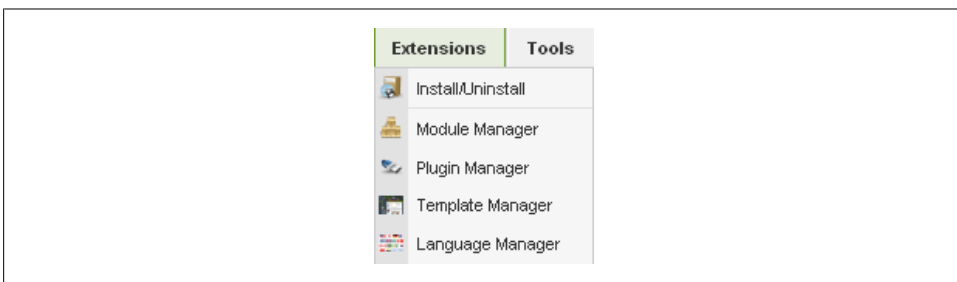 Extensions Tools
Install/Uninstall
Module Manager
Plugin Manager
Template Manager
Language Manager